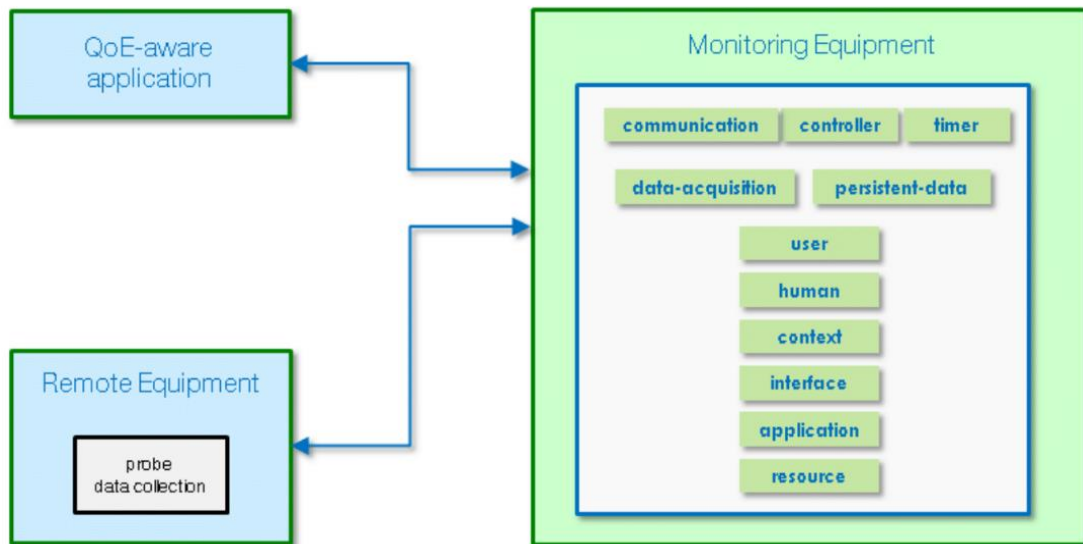 QoE-aware
application
Monitoring Equipment
communication controller timer
data-acquisition persistent-data
user
human
context
interface
application
resource
Remote Equipment
probe
data collection